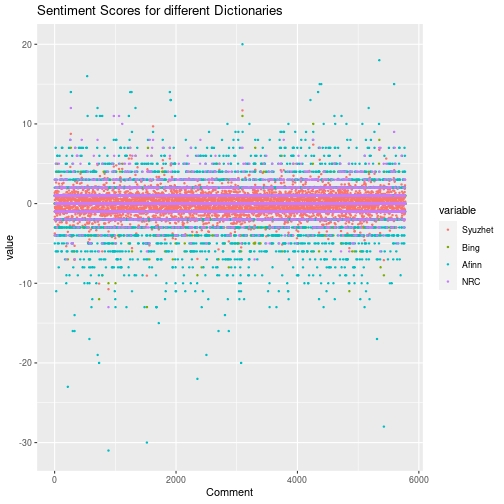 Sentiment Scores for different Dictionaries
20
10
0
-10
-20
-30
value
0
2000
4000
6000
Comment
variable
Syuzhet
Bing
Afinn
NRC